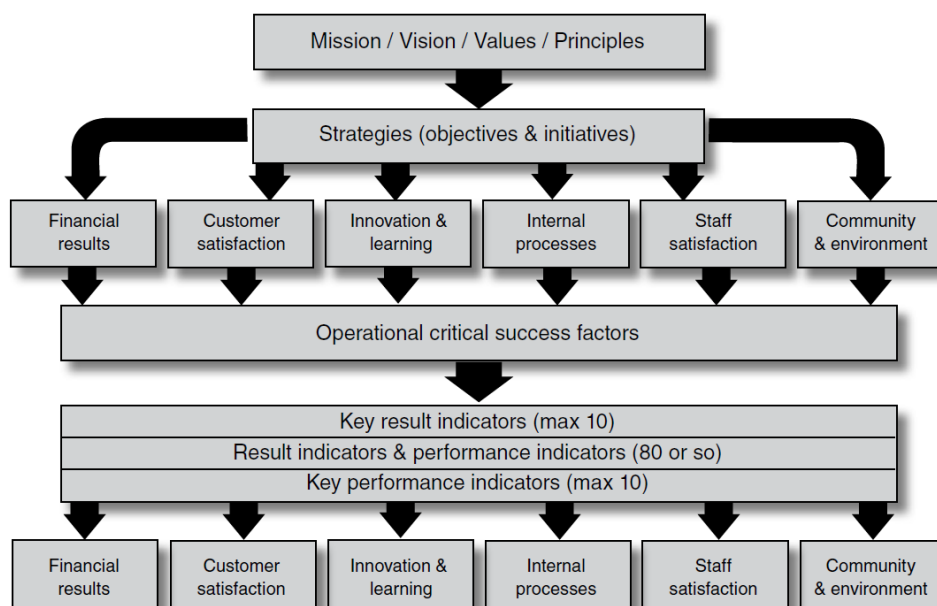 Mission / Vision / Values / Principles
Strategies (objectives & initiatives)
Financial
results
Customer
satisfaction
Innovation &
learning
Internal
processes
Staff
satisfaction
Community
& environment
Operational critical success factors
Key result indicators (max 10)
Result indicators & performance indicators (80 or so)
Key performance indicators (max 10)
Financial
results
Customer
satisfaction
Innovation &
learning
Internal
processes
Staff
satisfaction
Community
& environment